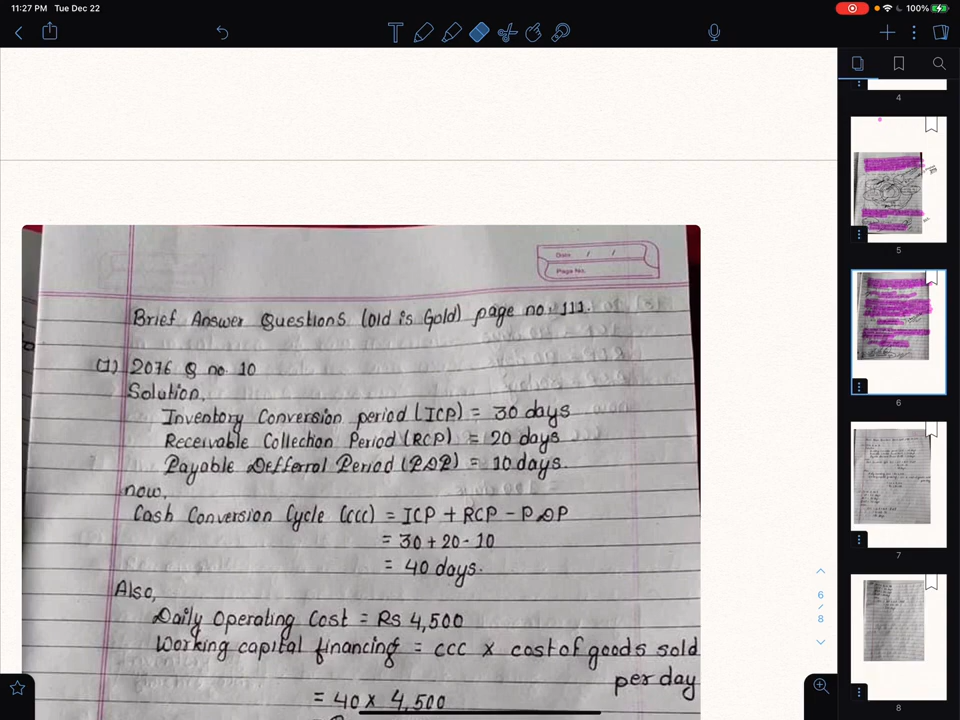 11:27 PM Tue Dec 22
100%
4
5
6
7
8
6
/
8
Date / /
Page No.
Brief Answer Questions (old is Gold) page no. 111.
(1) 2076 Q no. 10
Solution,
Inventory Conversion period (ICP) = 30 days
Receivable Collection Period (RCP) = 20 days
Payable Defferral Period (PDP) = 10 days.
now,
Cash Conversion Cycle (CCC) = ICP + RCP - PDP
= 30 + 20 - 10
= 40 days.
Also,
Daily Operating Cost = Rs 4,500
Working capital financing = CCC x cost of goods sold
per day
= 40 x 4,500